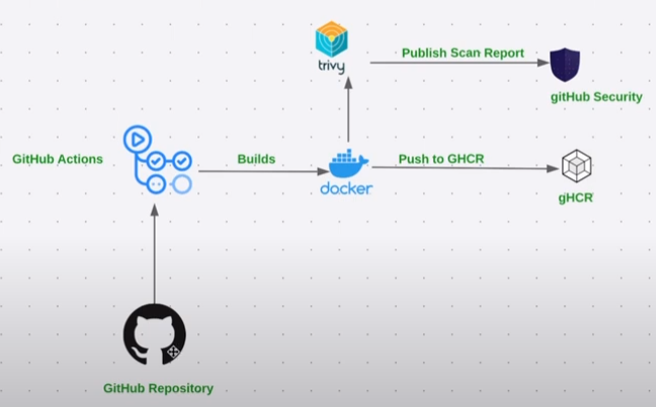 trivy
Publish Scan Report
gitHub Security
GitHub Actions
Builds
docker
Push to GHCR
gHCR
GitHub Repository